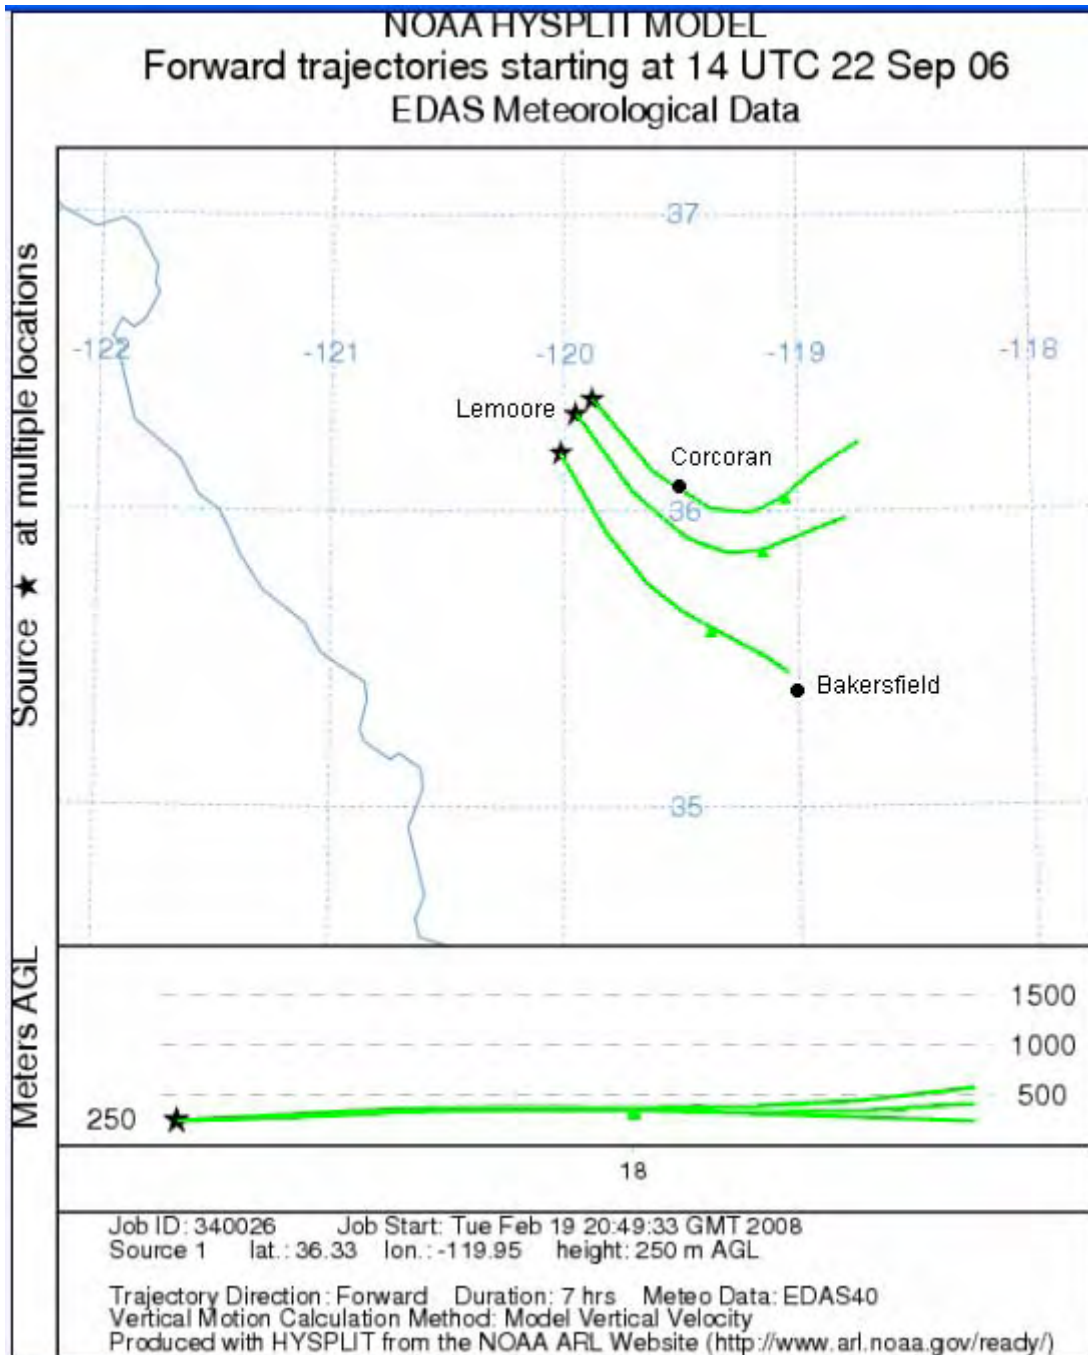 NOAA HYSPLIT MODEL
Forward trajectories starting at 14 UTC 22 Sep 06
EDAS Meteorological Data
Source ★ at multiple locations
37
-122 -121 -120 -119 -118
Lemoore
Corcoran
36
Bakersfield
35
Meters AGL
1500
1000
500
250
18
Job ID: 340026 Job Start: Tue Feb 19 20:49:33 GMT 2008
Source 1 lat.: 36.33 lon.: -119.95 height: 250 m AGL
Trajectory Direction: Forward Duration: 7 hrs Meteo Data: EDAS40
Vertical Motion Calculation Method: Model Vertical Velocity
Produced with HYSPLIT from the NOAA ARL Website (http://www.arl.noaa.gov/ready/)